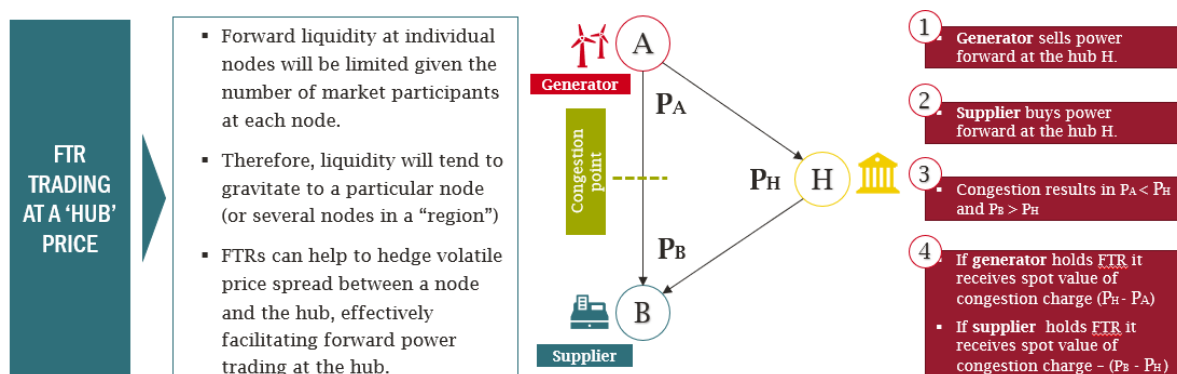 FTR
TRADING
AT A ‘HUB’
PRICE
▪ Forward liquidity at individual
nodes will be limited given the
number of market participants
at each node.
▪ Therefore, liquidity will tend to
gravitate to a particular node
(or several nodes in a “region”)
▪ FTRs can help to hedge volatile
price spread between a node
and the hub, effectively
facilitating forward power
trading at the hub.
A
Generator
PA
Congestion
point
PH
H
PB
B
Supplier
1
▪ Generator sells power
forward at the hub H.
2
▪ Supplier buys power
forward at the hub H.
3
▪ Congestion results in PA < PH
and PB > PH
4
▪ If generator holds FTR it
receives spot value of
congestion charge (PH - PA)
▪ If supplier holds FTR it
receives spot value of
congestion charge – (PB - PH)